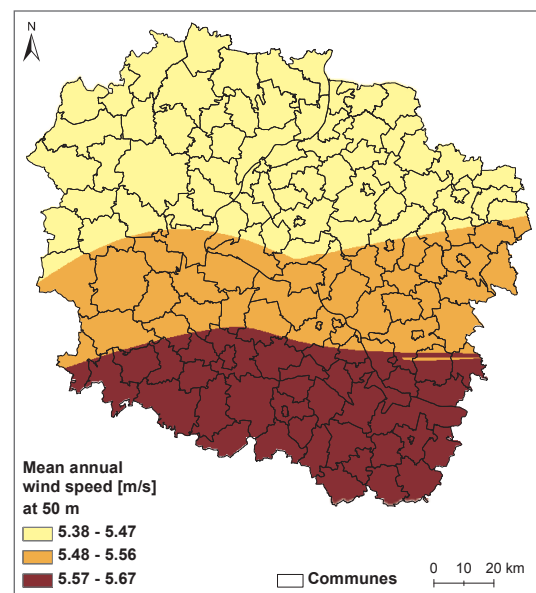 N
Mean annual
wind speed [m/s]
at 50 m
5.38 - 5.47
5.48 - 5.56
5.57 - 5.67
Communes
0 10 20 km